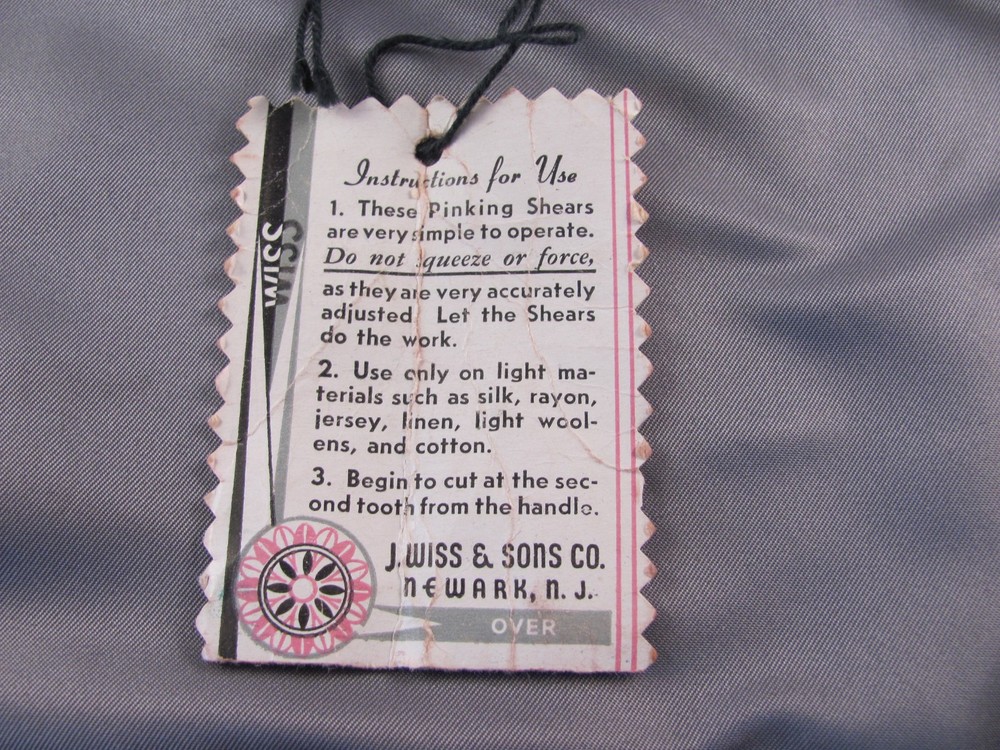 Instructions for Use
1. These Pinking Shears
are very simple to operate.
Do not squeeze or force,
as they are very accurately
adjusted. Let the Shears
do the work.
2. Use only on light ma-
terials such as silk, rayon,
jersey, linen, light wool-
ens, and cotton.
3. Begin to cut at the sec-
ond tooth from the handle.
J. WISS & SONS CO.
NEWARK, N. J.
OVER
WISS
WISS